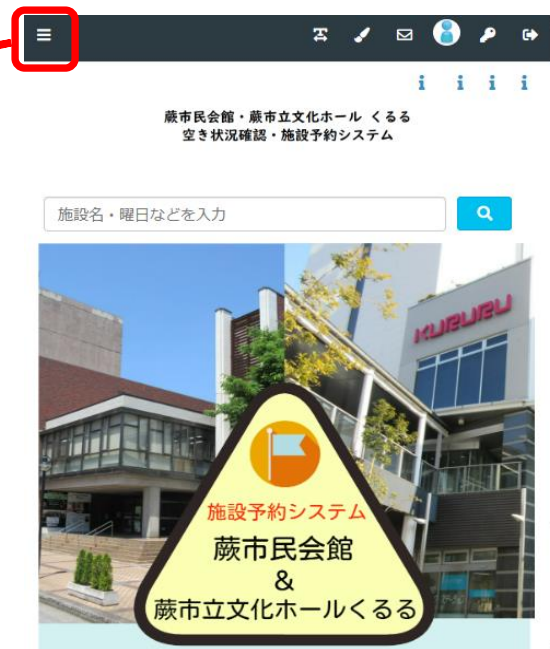 蕨市民会館・蕨市立文化ホール くるる
空き状況確認・施設予約システム
施設名・曜日などを入力
KURURU
施設予約システム
蕨市民会館
&
蕨市立文化ホールくるる